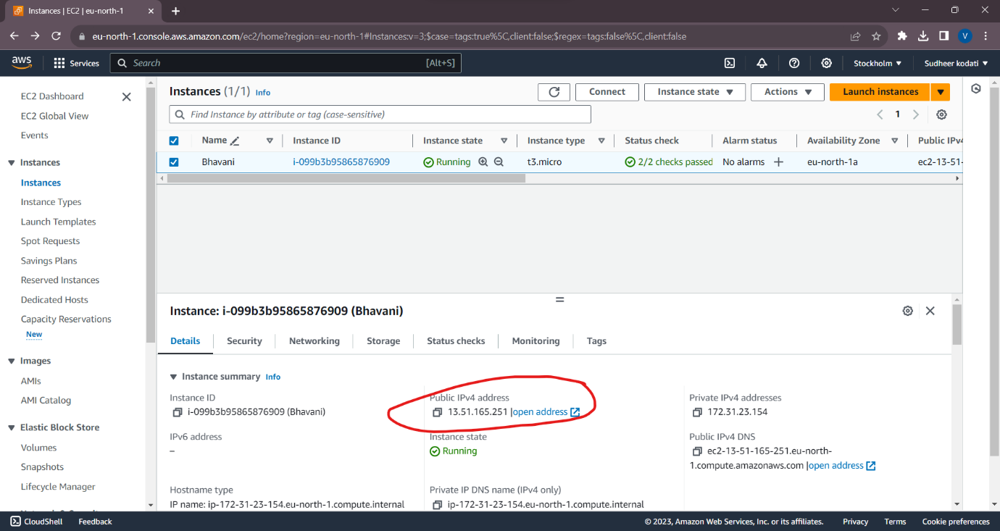 Instances | EC2 | eu-north-1
eu-north-1.console.aws.amazon.com/ec2/home?region=eu-north-1#Instances:v=3;$case=tags:true%5C,client:false;$regex=tags:false%5C,client:false
V
aws Services Search [Alt+S] Stockholm Sudheer kodati
EC2 Dashboard
EC2 Global View
Events
Instances
Instances
Instance Types
Launch Templates
Spot Requests
Savings Plans
Reserved Instances
Dedicated Hosts
Capacity Reservations
New
Images
AMIs
AMI Catalog
Elastic Block Store
Volumes
Snapshots
Lifecycle Manager
Instances (1/1) Info Connect Instance state Actions Launch instances
Find Instance by attribute or tag (case-sensitive) 1
Name Instance ID Instance state Instance type Status check Alarm status Availability Zone Public IPv4
Bhavani i-099b3b95865876909 Running t3.micro 2/2 checks passed No alarms eu-north-1a ec2-13-51-
Instance: i-099b3b95865876909 (Bhavani)
Details Security Networking Storage Status checks Monitoring Tags
Instance summary Info
Instance ID
i-099b3b95865876909 (Bhavani)
Public IPv4 address
13.51.165.251 |open address
Private IPv4 addresses
172.31.23.154
IPv6 address
–
Instance state
Running
Public IPv4 DNS
ec2-13-51-165-251.eu-north-
1.compute.amazonaws.com |open address
Hostname type
IP name: ip-172-31-23-154.eu-north-1.compute.internal
Private IP DNS name (IPv4 only)
ip-172-31-23-154.eu-north-1.compute.internal
CloudShell Feedback © 2023, Amazon Web Services, Inc. or its affiliates. Privacy Terms Cookie preferences